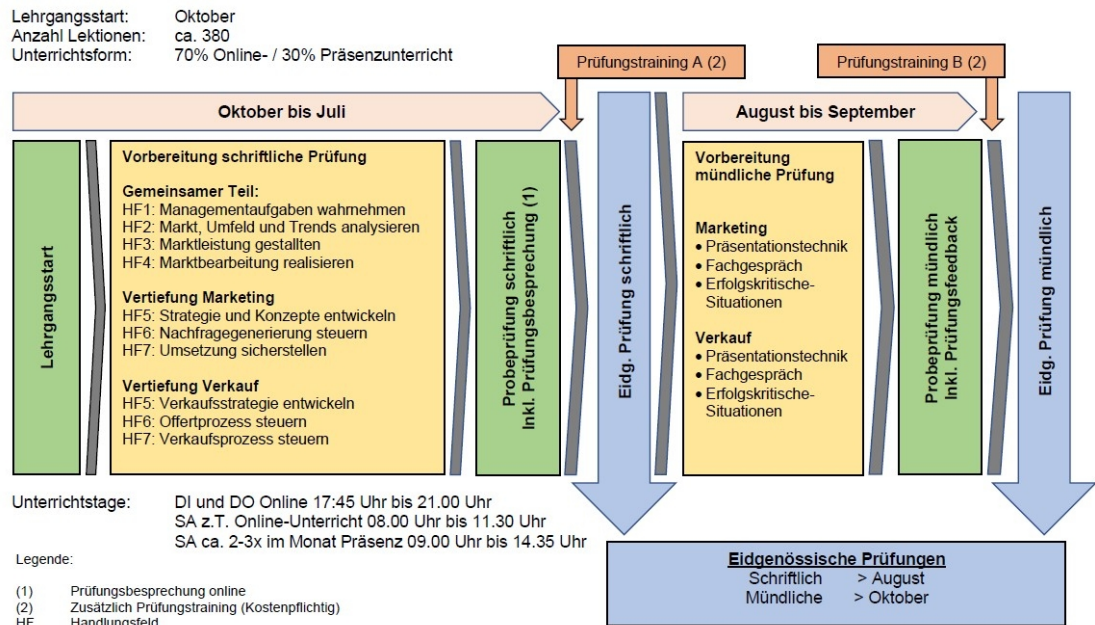 Lehrgangsstart: Oktober
Anzahl Lektionen: ca. 380
Unterrichtsform: 70% Online- / 30% Präsenzunterricht
Prüfungstraining A (2)
Prüfungstraining B (2)
Oktober bis Juli
August bis September
Lehrgangsstart
Vorbereitung schriftliche Prüfung
Gemeinsamer Teil:
HF1: Managementaufgaben wahrnehmen
HF2: Markt, Umfeld und Trends analysieren
HF3: Marktleistung gestallten
HF4: Marktbearbeitung realisieren
Vertiefung Marketing
HF5: Strategie und Konzepte entwickeln
HF6: Nachfragegenerierung steuern
HF7: Umsetzung sicherstellen
Vertiefung Verkauf
HF5: Verkaufsstrategie entwickeln
HF6: Offertprozess steuern
HF7: Verkaufsprozess steuern
Probeprüfung schriftlich
Inkl. Prüfungsbesprechung (1)
Eidg. Prüfung schriftlich
Vorbereitung
mündliche Prüfung
Marketing
• Präsentationstechnik
• Fachgespräch
• Erfolgskritische-
Situationen
Verkauf
• Präsentationstechnik
• Fachgespräch
• Erfolgskritische-
Situationen
Probeprüfung mündlich
Inkl. Prüfungsfeedback
Eidg. Prüfung mündlich
Unterrichtstage: DI und DO Online 17:45 Uhr bis 21.00 Uhr
SA z.T. Online-Unterricht 08.00 Uhr bis 11.30 Uhr
SA ca. 2-3x im Monat Präsenz 09.00 Uhr bis 14.35 Uhr
Legende:
(1) Prüfungsbesprechung online
(2) Zusätzlich Prüfungstraining (Kostenpflichtig)
HF Handlungsfeld
Eidgenössische Prüfungen
Schriftlich > August
Mündliche > Oktober